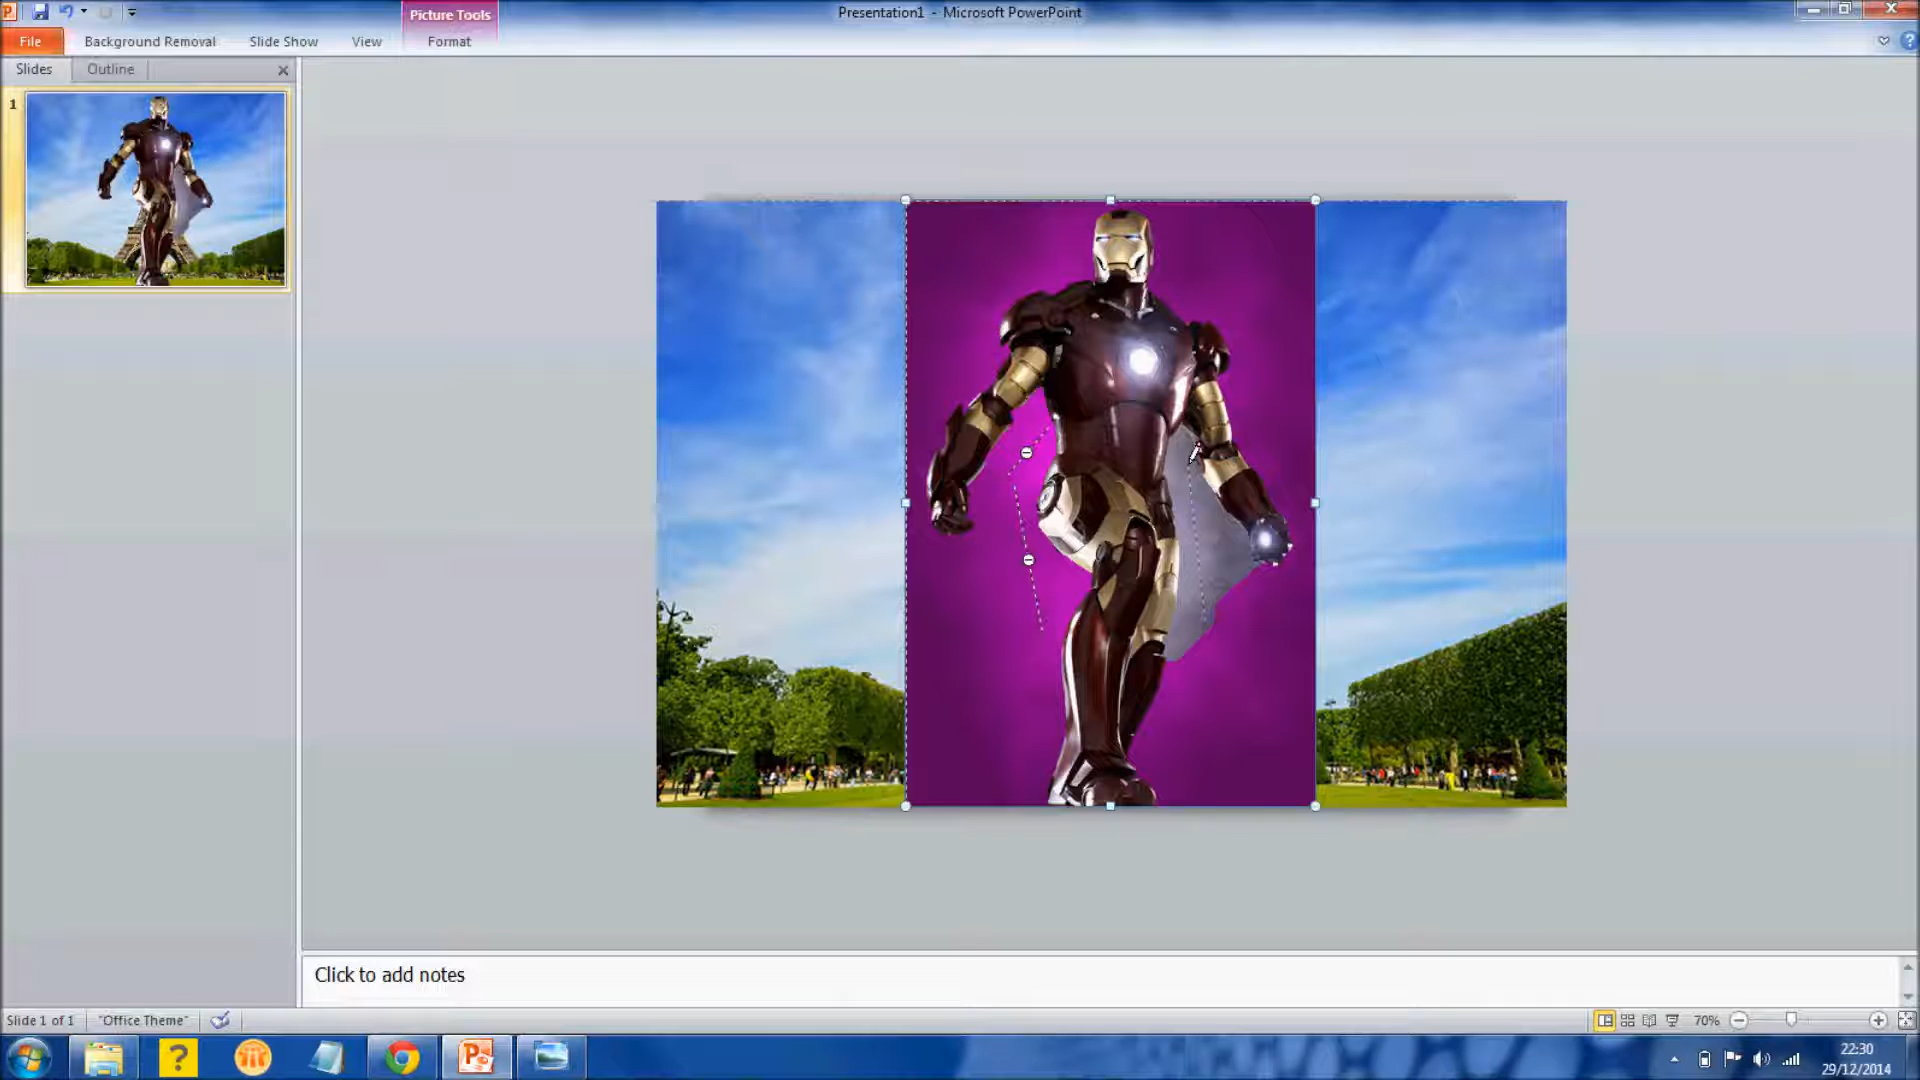 Picture Tools
Presentation1 - Microsoft PowerPoint
File
Background Removal
Slide Show
View
Format
Slides
Outline
1
Click to add notes
Slide 1 of 1
"Office Theme"
70%
22:30
29/12/2014